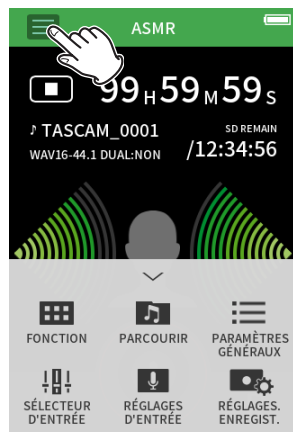 ASMR
99H59M59S
♪ TASCAM_0001
SD REMAIN
WAV16-44.1 DUAL:NON
/12:34:56
FONCTION
PARCOURIR
PARAMÈTRES
GÉNÉRAUX
SÉLECTEUR
D'ENTRÉE
RÉGLAGES
D'ENTRÉE
RÉGLAGES.
ENREGIST.